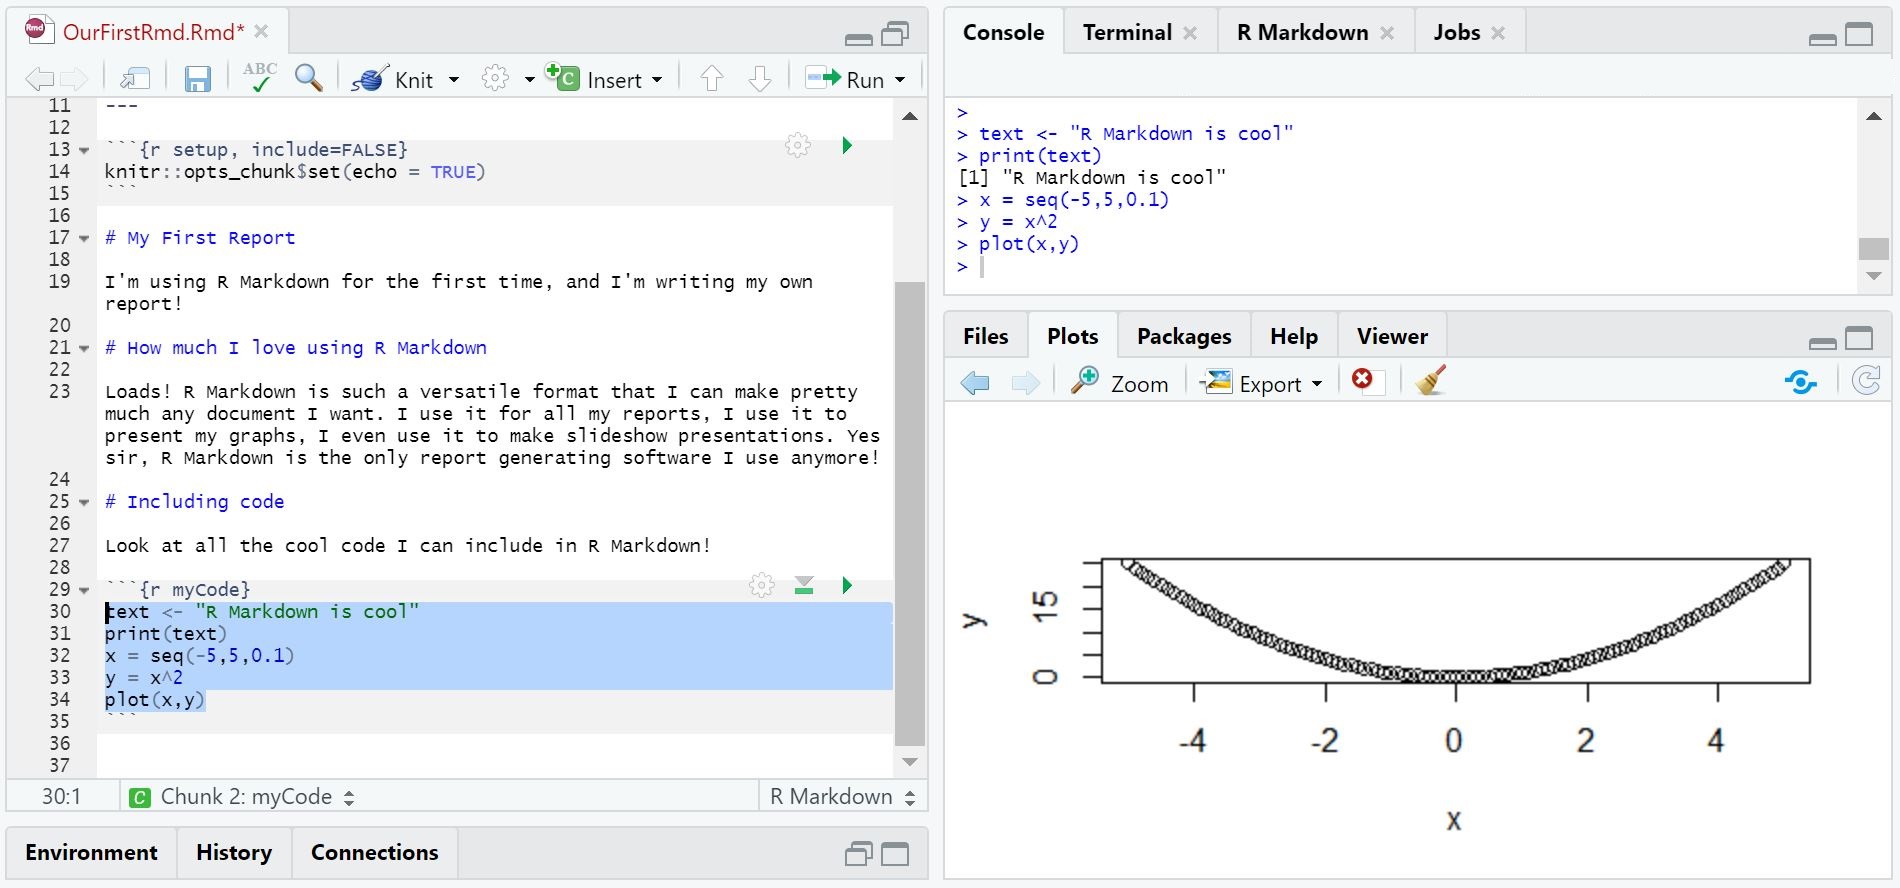 OurFirstRmd.Rmd*
ABC Knit Insert Run
11 ---
12
13 ```{r setup, include=FALSE}
14 knitr::opts_chunk$set(echo = TRUE)
15 ```
16
17 # My First Report
18
19 I'm using R Markdown for the first time, and I'm writing my own
report!
20
21 # How much I love using R Markdown
22
23 Loads! R Markdown is such a versatile format that I can make pretty
much any document I want. I use it for all my reports, I use it to
present my graphs, I even use it to make slideshow presentations. Yes
sir, R Markdown is the only report generating software I use anymore!
24
25 # Including code
26
27 Look at all the cool code I can include in R Markdown!
28
29 ```{r myCode}
30 text <- "R Markdown is cool"
31 print(text)
32 x = seq(-5,5,0.1)
33 y = x^2
34 plot(x,y)
35 ```
36
37
30:1 C Chunk 2: myCode R Markdown
Environment History Connections
Console Terminal R Markdown Jobs
>
> text <- "R Markdown is cool"
> print(text)
[1] "R Markdown is cool"
> x = seq(-5,5,0.1)
> y = x^2
> plot(x,y)
>
Files Plots Packages Help Viewer
Zoom Export
y
15
0
-4 -2 0 2 4
x